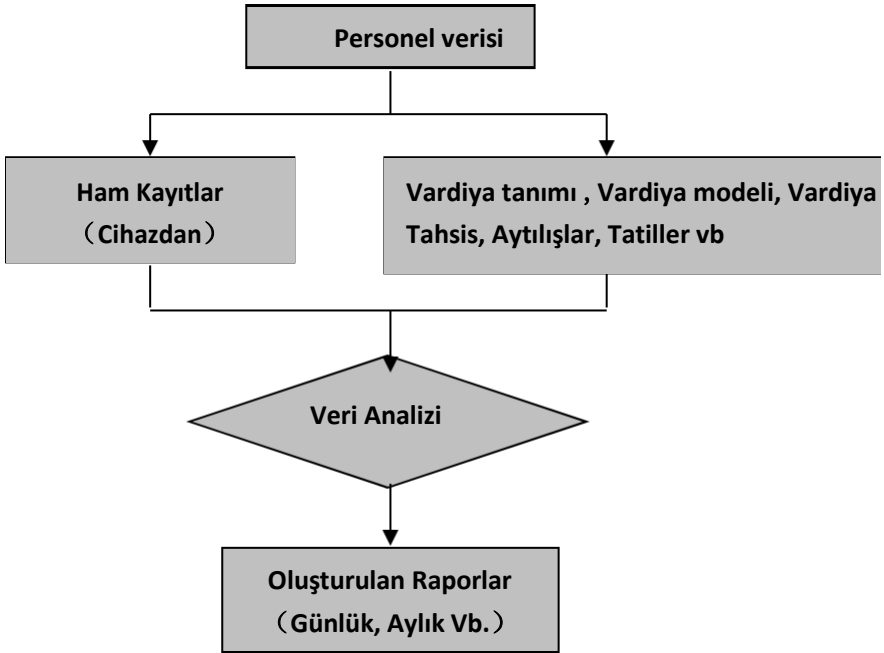 Personel verisi
Ham Kayıtlar
（Cihazdan）
Vardiya tanımı , Vardiya modeli, Vardiya
Tahsis, Aytılışlar, Tatiller vb
Veri Analizi
Oluşturulan Raporlar
（Günlük, Aylık Vb.）